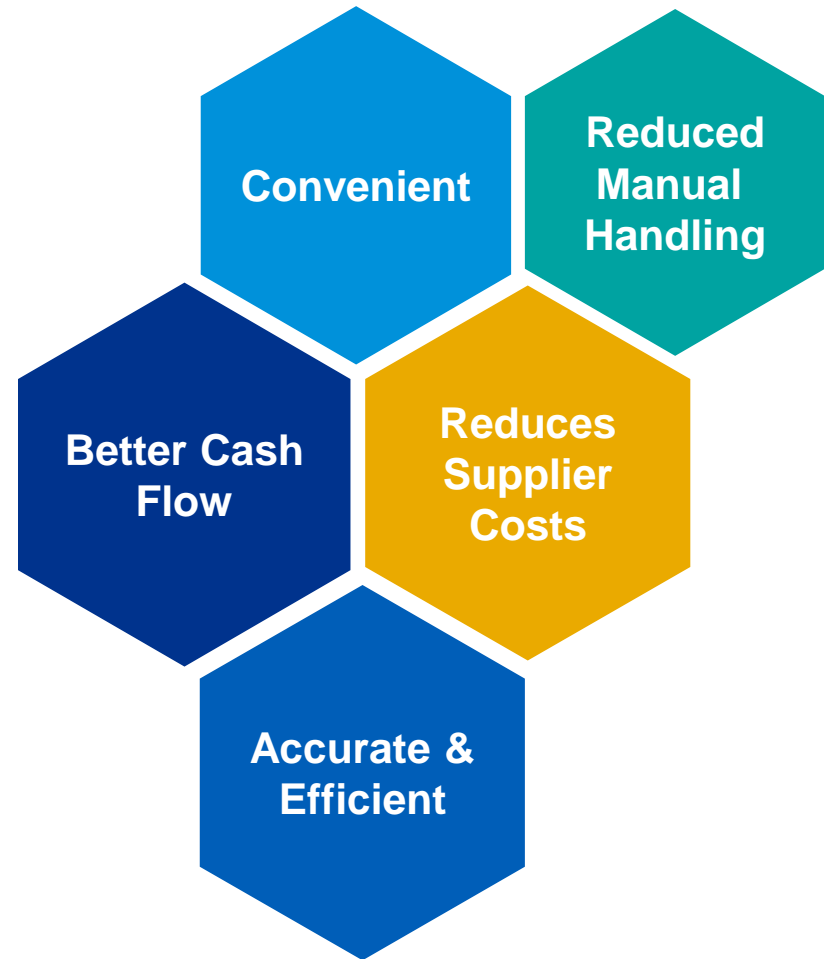 Convenient
Reduced
Manual
Handling
Better Cash
Flow
Reduces
Supplier
Costs
Accurate &
Efficient